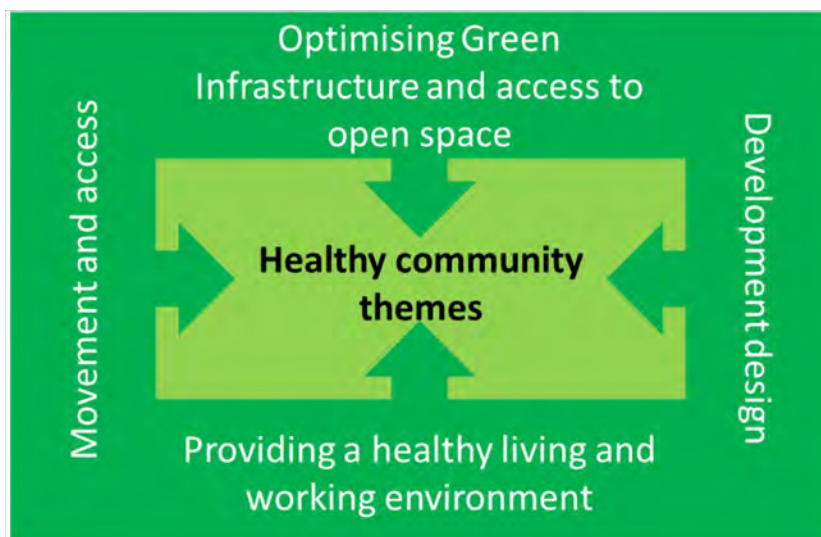 Optimising Green
Infrastructure and access to
open space
Movement and access
Healthy community
themes
Development design
Providing a healthy living and
working environment